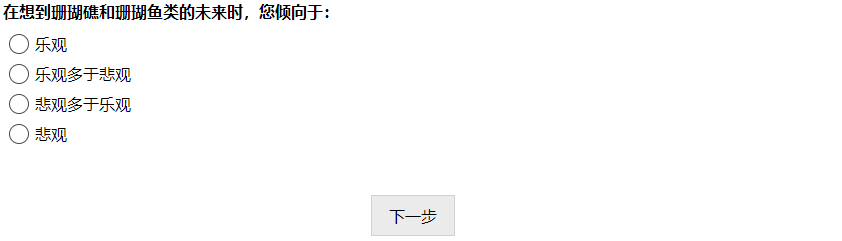 在想到珊瑚礁和珊瑚鱼类的未来时，您倾向于：
乐观
乐观多于悲观
悲观多于乐观
悲观
下一步